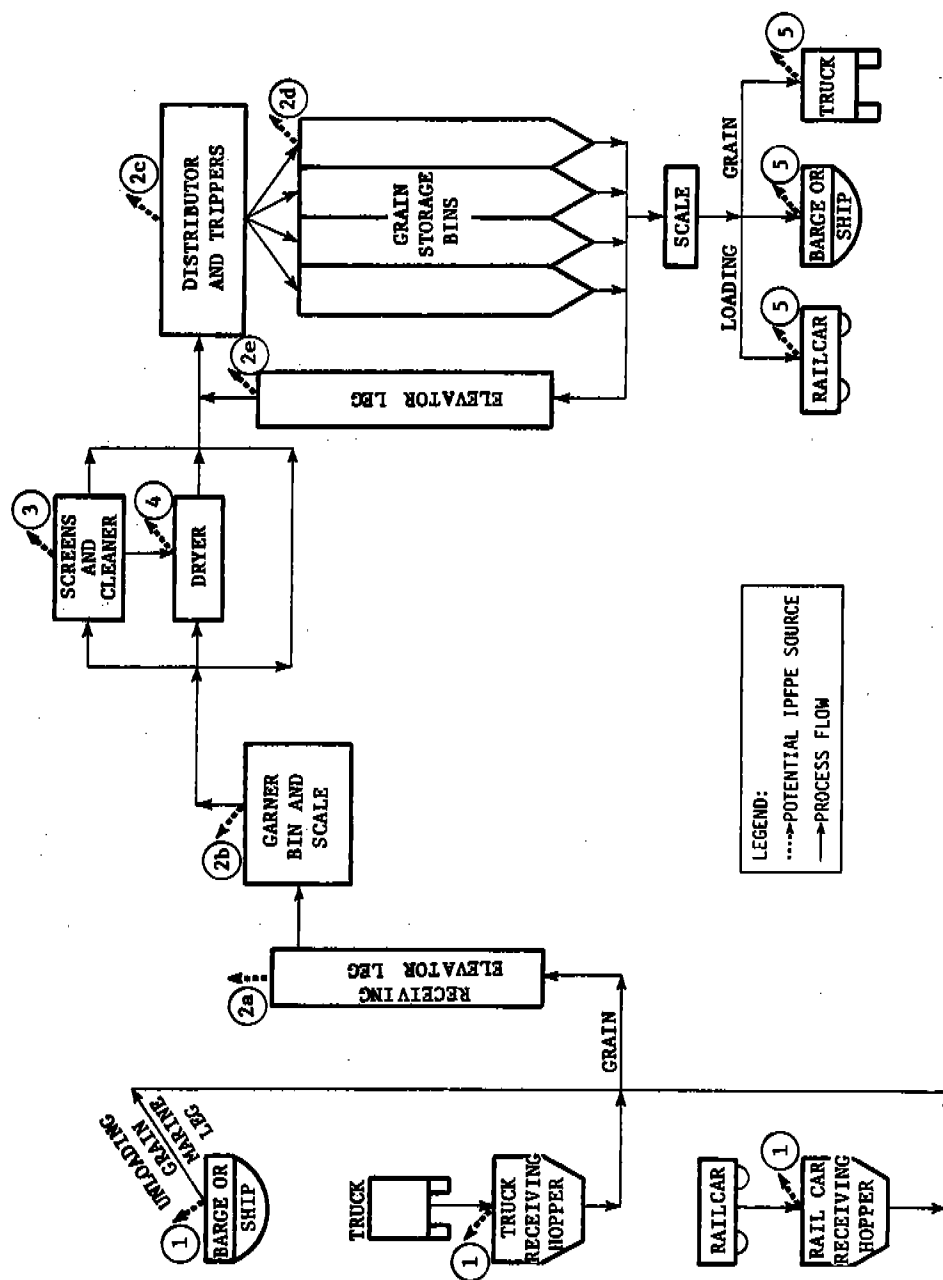 1
UNLOADING
GRAIN
MARINE
LEG
BARGE OR
SHIP
TRUCK
1
TRUCK
RECEIVING
HOPPER
RAILCAR
1
RAIL CAR
RECEIVING
HOPPER
GRAIN
2a
RECEIVING
ELEVATOR LEG
2b
GARNER
BIN AND
SCALE
3
SCREENS
AND
CLEANER
4
DRYER
2e
ELEVATOR LEG
2c
DISTRIBUTOR
AND TRIPPERS
2d
GRAIN
STORAGE
BINS
SCALE
LOADING GRAIN
5
RAILCAR
5
BARGE OR
SHIP
5
TRUCK
LEGEND:
POTENTIAL IPFPE SOURCE
PROCESS FLOW